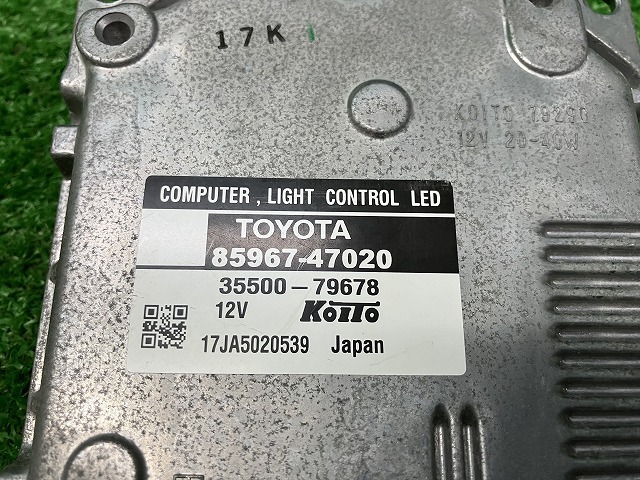 17K
KOITO
12V 20-40W
COMPUTER , LIGHT CONTROL LED
TOYOTA
85967-47020
35500-79678
12V KOITO
17JA5020539 Japan